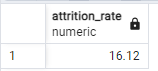 attrition_rate
numeric
1 16.12